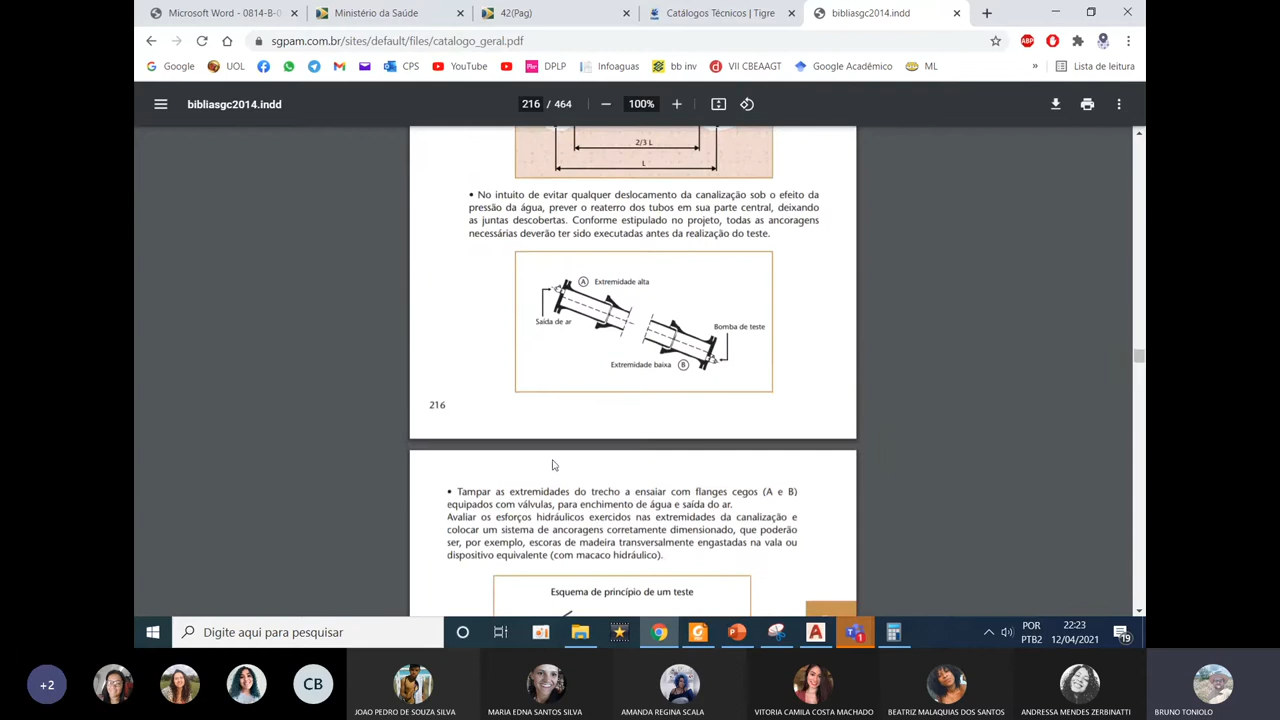 Microsoft Word - 0814-B-0
Ministério da Saúde
42(Pag)
Catálogos Técnicos | Tigre
bibliasgc2014.indd
sgpam.com.br/sites/default/files/catalogo_geral.pdf
ABP
Google
UOL
CPS
YouTube
DPLP
Infoaguas
bb inv
VII CBEAAGT
Google Acadêmico
ML
»
Lista de leitura
bibliasgc2014.indd
216 / 464
100%
2/3 L
L
• No intuito de evitar qualquer deslocamento da canalização sob o efeito da
pressão da água, prever o reaterro dos tubos em sua parte central, deixando
as juntas descobertas. Conforme estipulado no projeto, todas as ancoragens
necessárias deverão ter sido executadas antes da realização do teste.
A Extremidade alta
Saída de ar
Bomba de teste
Extremidade baixa B
216
• Tampar as extremidades do trecho a ensaiar com flanges cegos (A e B)
equipados com válvulas, para enchimento de água e saída do ar.
Avaliar os esforços hidráulicos exercidos nas extremidades da canalização e
colocar um sistema de ancoragens corretamente dimensionado, que poderão
ser, por exemplo, escoras de madeira transversalmente engastadas na vala ou
dispositivo equivalente (com macaco hidráulico).
Esquema de princípio de um teste
Digite aqui para pesquisar
POR
PTB2
22:23
12/04/2021
19
+2
CB
JOAO PEDRO DE SOUZA SILVA
MARIA EDNA SANTOS SILVA
AMANDA REGINA SCALA
VITORIA CAMILA COSTA MACHADO
BEATRIZ MALAQUIAS DOS SANTOS
ANDRESSA MENDES ZERBINATTI
BRUNO TONIOLO